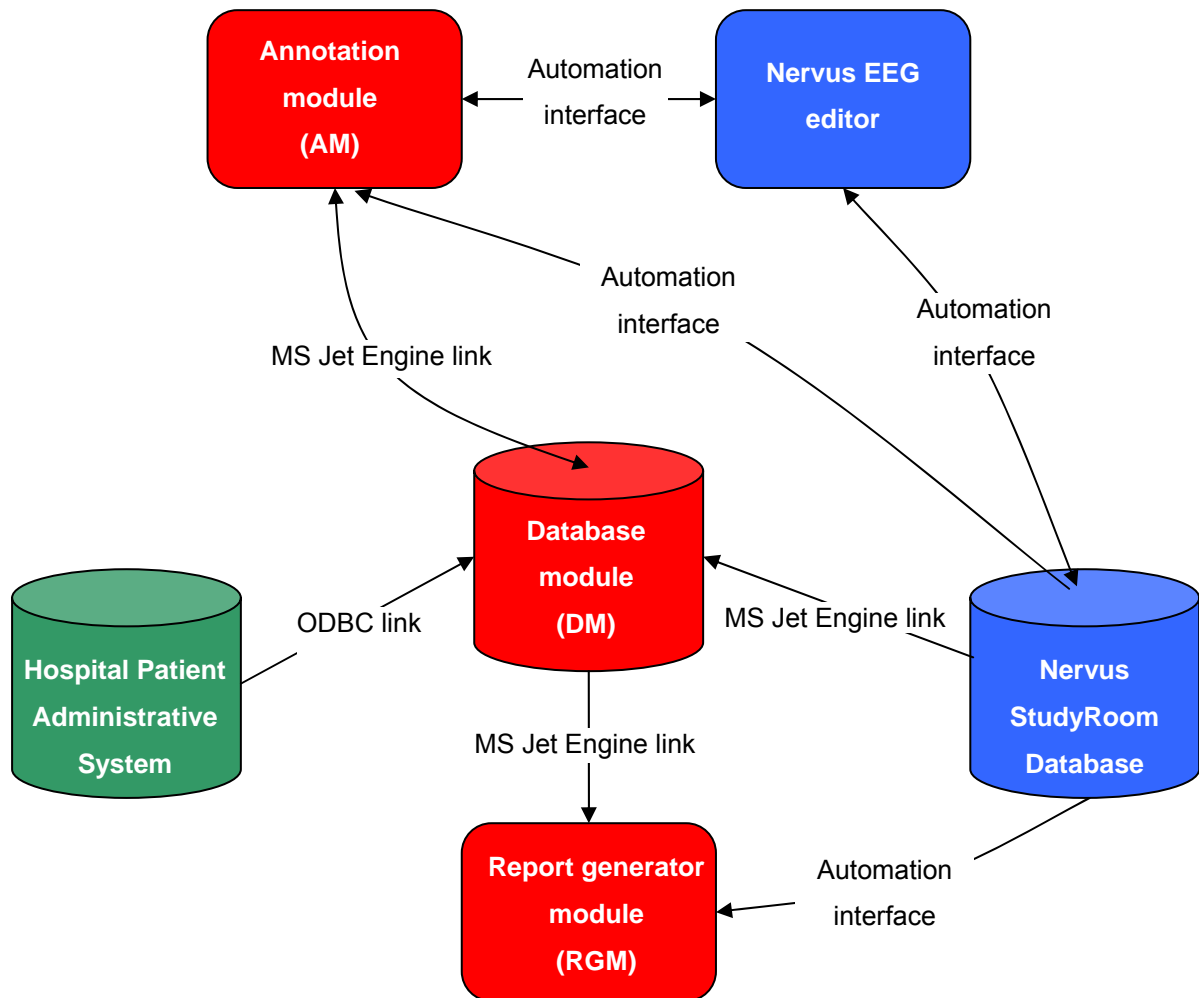 Annotation
module
(AM)
Automation
interface
Nervus EEG
editor
Automation
interface
Automation
interface
MS Jet Engine link
Database
module
(DM)
ODBC link
MS Jet Engine link
Hospital Patient
Administrative
System
Nervus
StudyRoom
Database
MS Jet Engine link
Report generator
module
(RGM)
Automation
interface